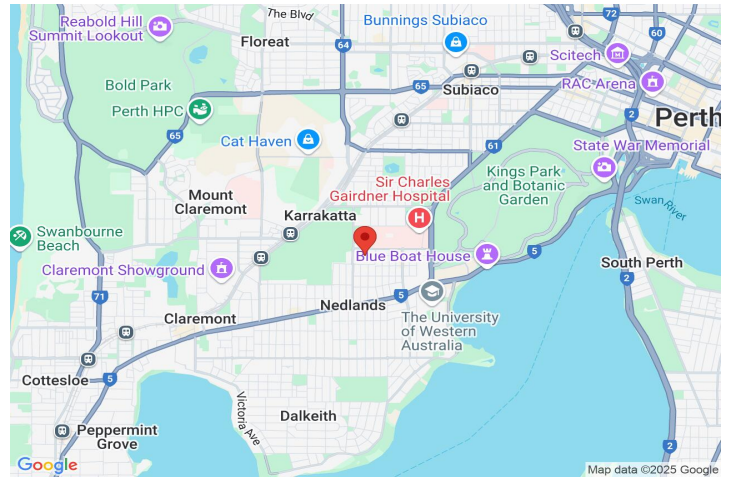 Reabold Hill
Summit Lookout
The Blvd
Floreat
64
Bunnings Subiaco
72
60
Scitech
Bold Park
65
Subiaco
RAC Arena
Perth HPC
2
Perth
65
Cat Haven
61
State War Memorial
Kings Park
and Botanic
Garden
Sir Charles
Gairdner Hospital
H
Mount
Claremont
Karrakatta
Swan River
Swanbourne
Beach
Blue Boat House
5
Claremont Showground
South Perth
2
71
5
Nedlands
The University
of Western
Australia
Claremont
Cottesloe
5
Victoria Ave
Dalkeith
Peppermint
Grove
2
Google
Map data ©2025 Google